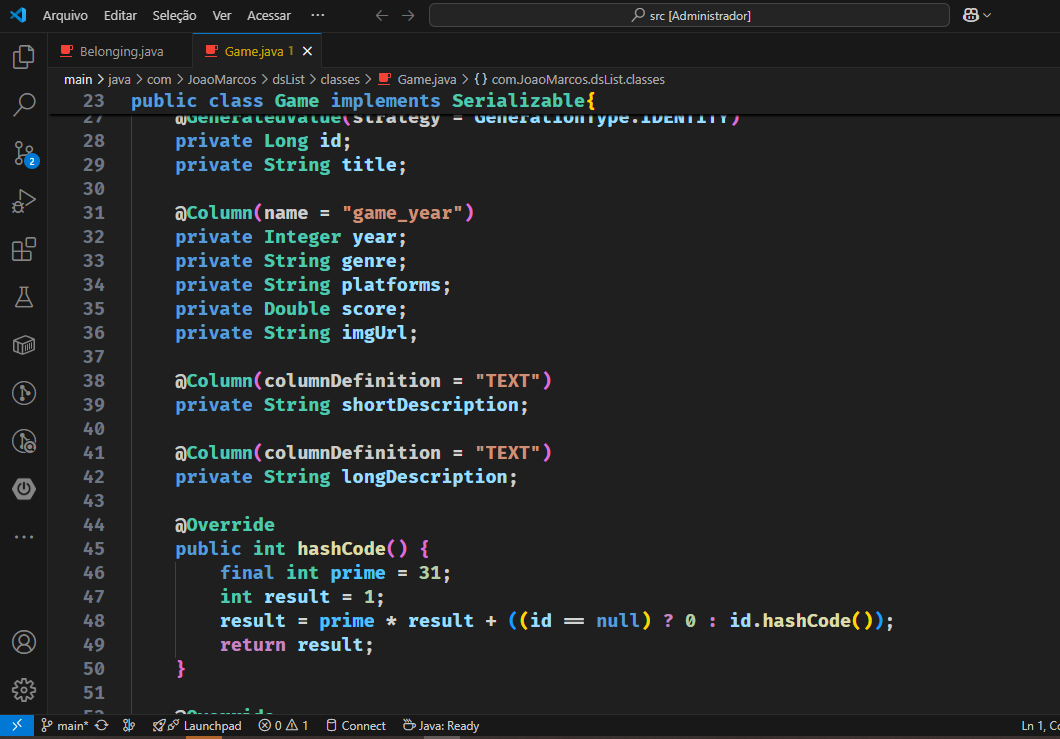 Arquivo Editar Seleção Ver Acessar ··· ← → src [Administrador]
Belonging.java Game.java 1 ×
main > java > com > JoaoMarcos > dsList > classes > Game.java > {} com.JoaoMarcos.dsList.classes
23 public class Game implements Serializable{
27 @GeneratedValue(strategy = GenerationType.IDENTITY)
28 private Long id;
29 private String title;
30
31 @Column(name = "game_year")
32 private Integer year;
33 private String genre;
34 private String platforms;
35 private Double score;
36 private String imgUrl;
37
38 @Column(columnDefinition = "TEXT")
39 private String shortDescription;
40
41 @Column(columnDefinition = "TEXT")
42 private String longDescription;
43
44 @Override
45 public int hashCode() {
46 final int prime = 31;
47 int result = 1;
48 result = prime * result + ((id == null) ? 0 : id.hashCode());
49 return result;
50 }
51
52 @Override
2
main* Launchpad 0 1 Connect Java: Ready Ln 1,